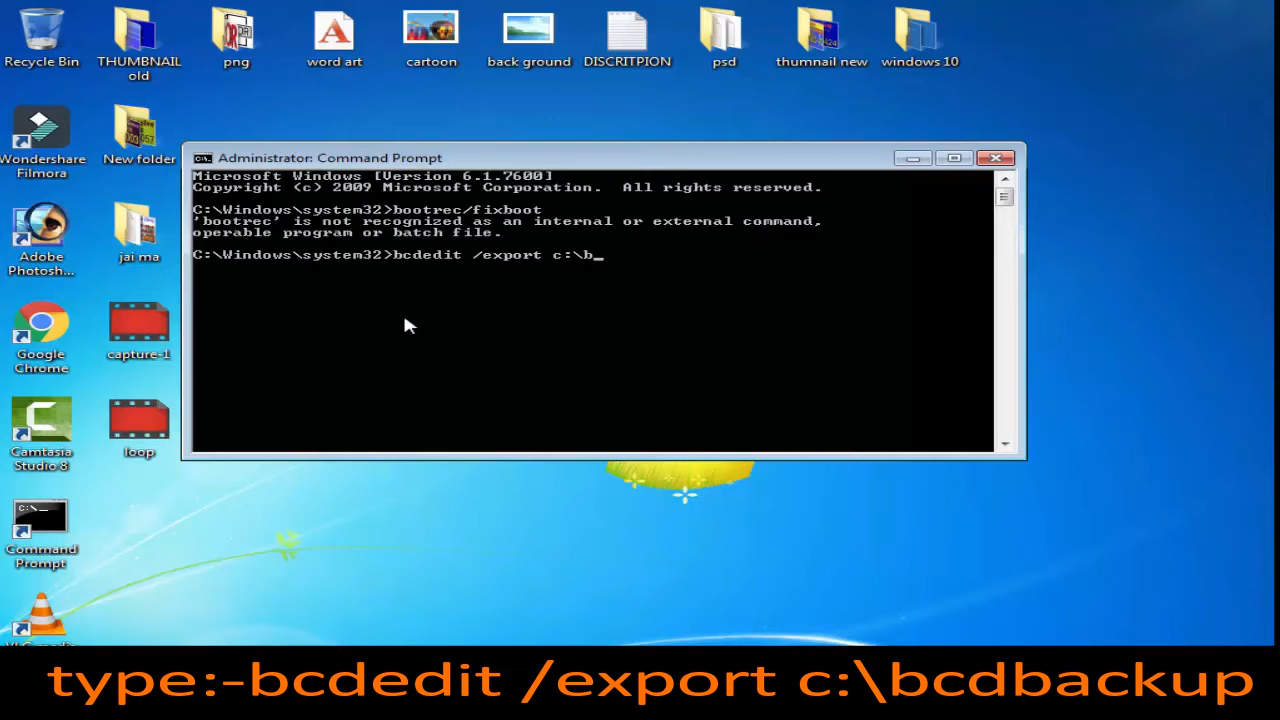 Recycle Bin
THUMBNAIL old
png
word art
cartoon
back ground
DISCRITPION
psd
thumnail new
windows 10
Wondershare Filmora
New folder
Administrator: Command Prompt
Microsoft Windows [Version 6.1.7600]
Copyright (c) 2009 Microsoft Corporation.  All rights reserved.
C:\Windows\system32>bootrec/fixboot
'bootrec' is not recognized as an internal or external command,
operable program or batch file.
C:\Windows\system32>bcdedit /export c:\b_
Adobe Photosh...
jai ma
Google Chrome
capture-1
Camtasia Studio 8
loop
Command Prompt
type:-bcdedit /export c:\bcdbackup